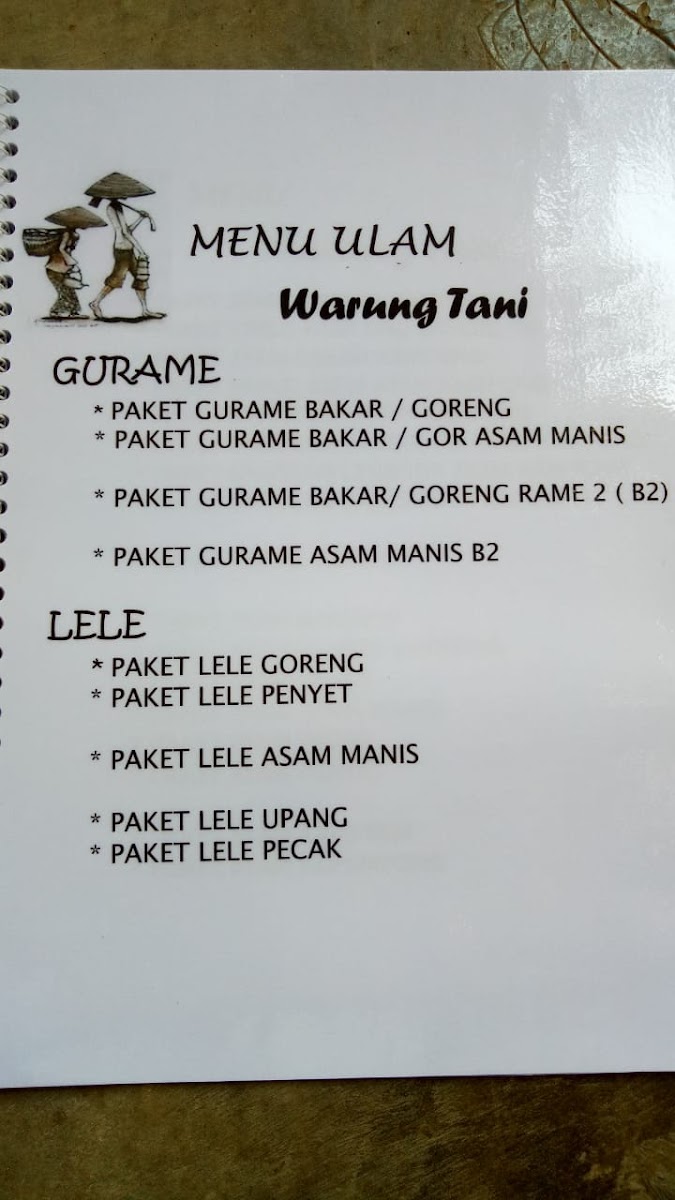 MENU ULAM
Warung Tani
GURAME
* PAKET GURAME BAKAR / GORENG
* PAKET GURAME BAKAR / GOR ASAM MANIS
* PAKET GURAME BAKAR/ GORENG RAME 2 ( B2)
* PAKET GURAME ASAM MANIS B2
LELE
* PAKET LELE GORENG
* PAKET LELE PENYET
* PAKET LELE ASAM MANIS
* PAKET LELE UPANG
* PAKET LELE PECAK